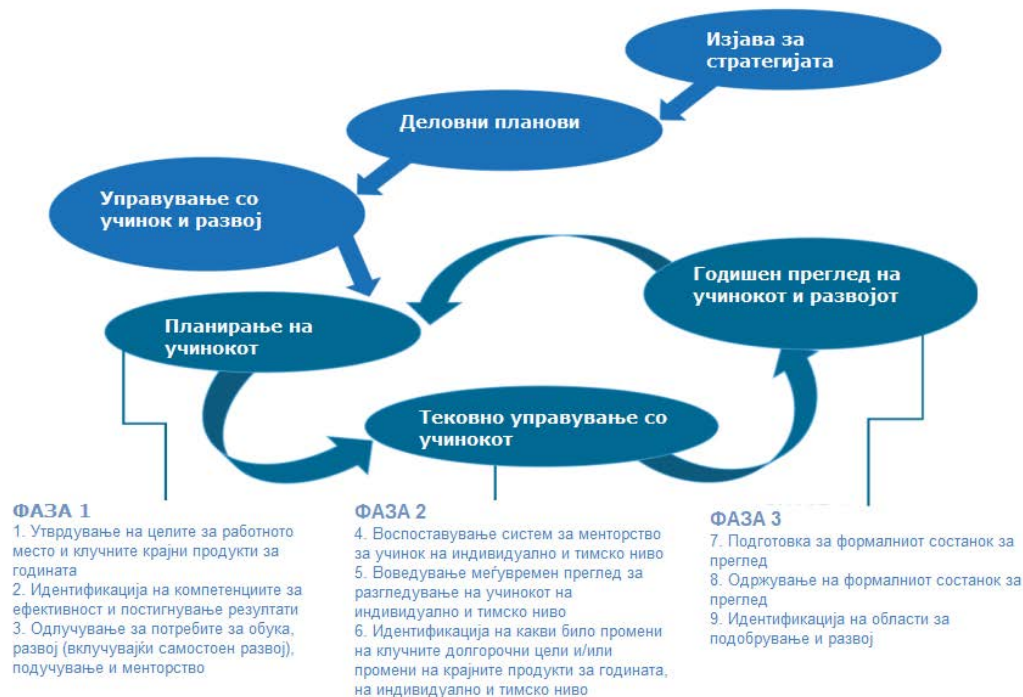 Изјава за
стратегијата
Деловни планови
Управување со
учинок и развој
Годишен преглед на
учинокот и развојот
Планирање на
учинокот
Тековно управување со
учинокот
ФАЗА 1
1. Утврдување на целите за работното
место и клучните крајни продукти за
годината
2. Идентификација на компетенциите за
ефективност и постигнување резултати
3. Одлучување за потребите за обука,
развој (вклучувајќи самостоен развој),
подучување и менторство
ФАЗА 2
4. Воспоставување систем за менторство
за учинок на индивидуално и тимско ниво
5. Воведување меѓувремен преглед за
разгледување на учинокот на
индивидуално и тимско ниво
6. Идентификација на какви било промени
на клучните долгорочни цели и/или
промени на крајните продукти за годината,
на индивидуално и тимско ниво
ФАЗА 3
7. Подготовка за формалниот состанок за
преглед
8. Одржување на формалниот состанок за
преглед
9. Идентификација на области за
подобрување и развој